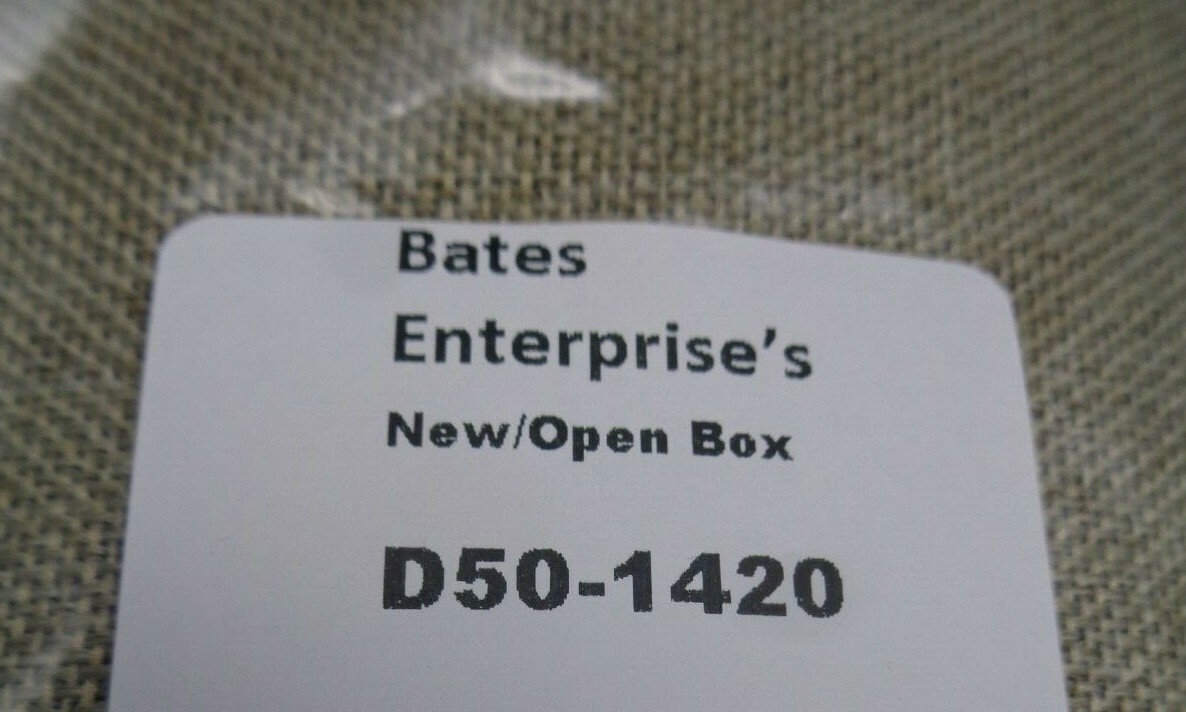 Bates
Enterprise’s
New/Open Box
D50-1420